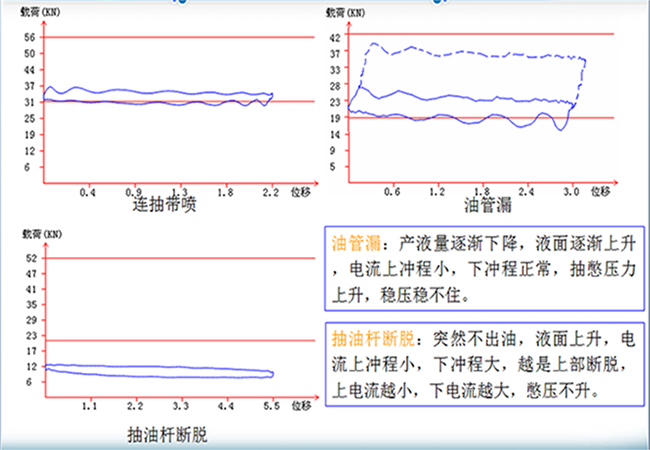 载荷(KN)
56
50
44
37
31
25
19
12
6
0.4 0.9 1.3 1.8 2.2 位移
连抽带喷
载荷(KN)
42
37
33
28
23
19
14
9
5
0.6 1.2 1.8 2.4 3.0 位移
油管漏
载荷(KN)
52
47
41
35
29
23
17
12
6
1.1 2.2 3.3 4.4 5.5 位移
抽油杆断脱
油管漏：产液量逐渐下降，液面逐渐上升
，电流上冲程小，下冲程正常，抽憋压力
上升，稳压稳不住。
抽油杆断脱：突然不出油，液面上升，电
流上冲程小，下冲程大，越是上部断脱，
上电流越小，下电流越大，憋压不升。